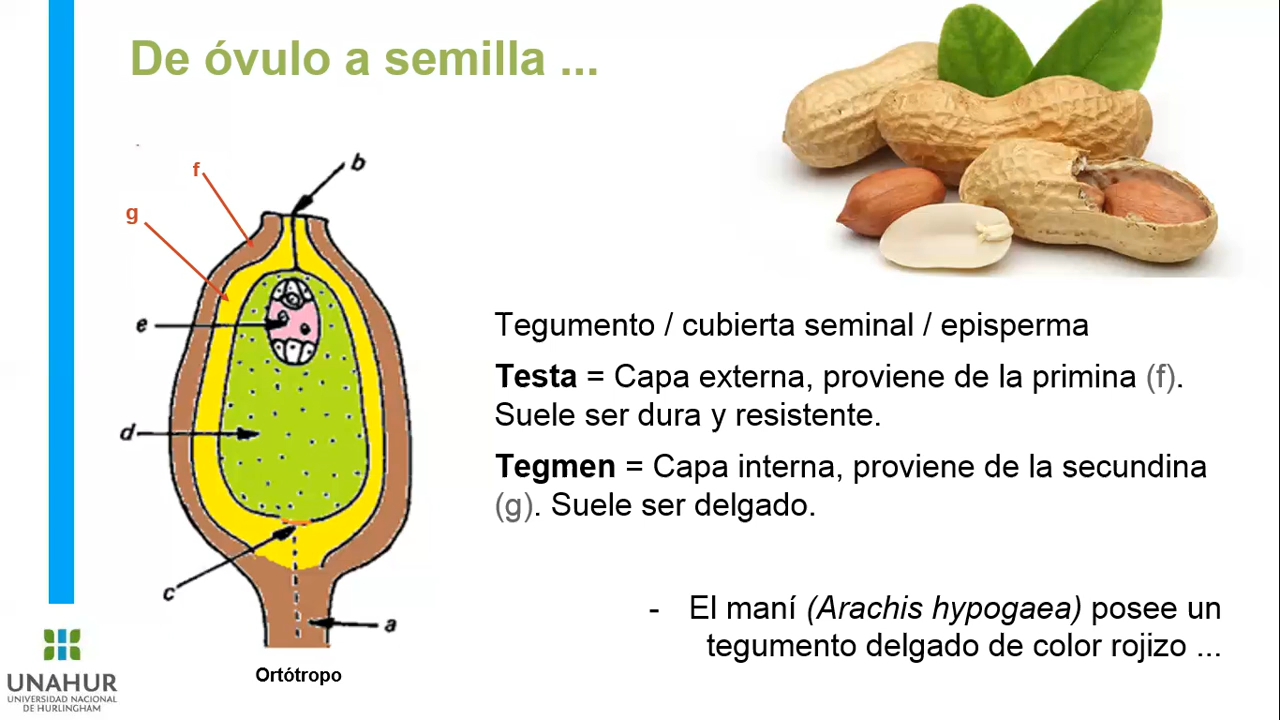 De óvulo a semilla ...
b
f
g
e
d
c
a
Ortótropo
Tegumento / cubierta seminal / episperma
Testa = Capa externa, proviene de la primina (f).
Suele ser dura y resistente.
Tegmen = Capa interna, proviene de la secundina
(g). Suele ser delgado.
- El maní (Arachis hypogaea) posee un
tegumento delgado de color rojizo ...
UNAHUR
UNIVERSIDAD NACIONAL
DE HURLINGHAM